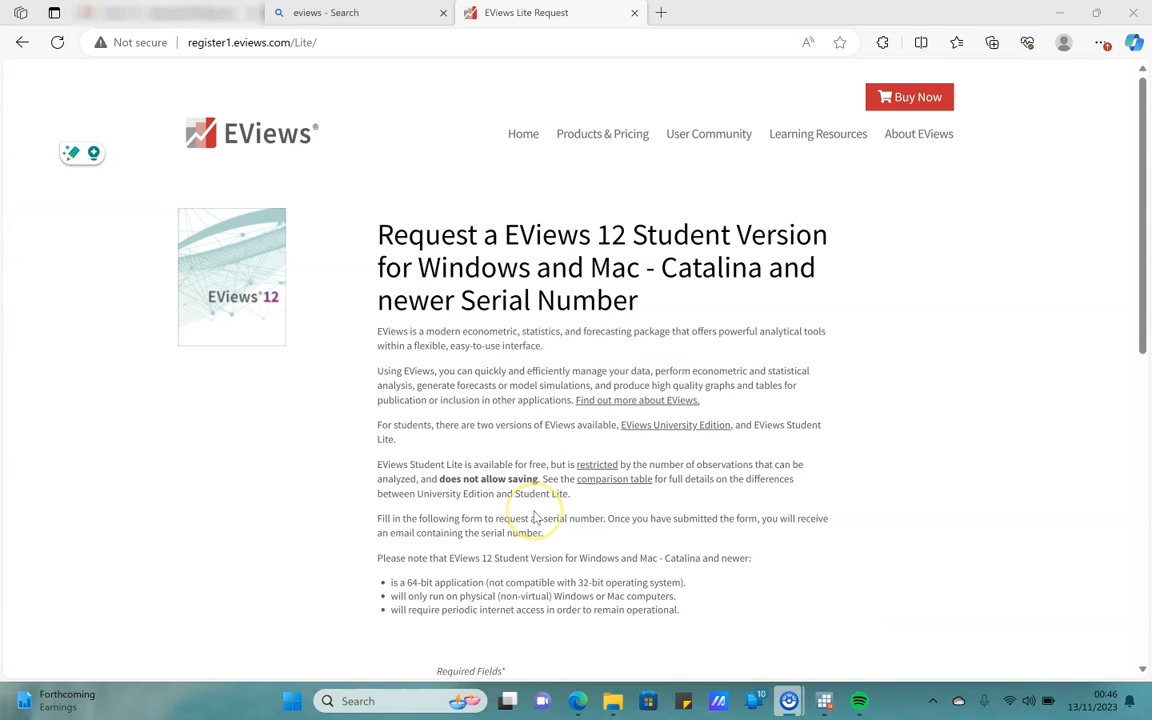 eviews - Search
EViews Lite Request
Not secure
register1.eviews.com/Lite/
Buy Now
EViews®
Home
Products & Pricing
User Community
Learning Resources
About EViews
EViews®12
Request a EViews 12 Student Version
for Windows and Mac - Catalina and
newer Serial Number
EViews is a modern econometric, statistics, and forecasting package that offers powerful analytical tools
within a flexible, easy-to-use interface.
Using EViews, you can quickly and efficiently manage your data, perform econometric and statistical
analysis, generate forecasts or model simulations, and produce high quality graphs and tables for
publication or inclusion in other applications. Find out more about EViews.
For students, there are two versions of EViews available, EViews University Edition, and EViews Student
Lite.
EViews Student Lite is available for free, but is restricted by the number of observations that can be
analyzed, and does not allow saving. See the comparison table for full details on the differences
between University Edition and Student Lite.
Fill in the following form to request a serial number. Once you have submitted the form, you will receive
an email containing the serial number.
Please note that EViews 12 Student Version for Windows and Mac - Catalina and newer:
• is a 64-bit application (not compatible with 32-bit operating system).
• will only run on physical (non-virtual) Windows or Mac computers.
• will require periodic internet access in order to remain operational.
Required Fields*
Forthcoming
Earnings
Search
10
00:46
13/11/2023